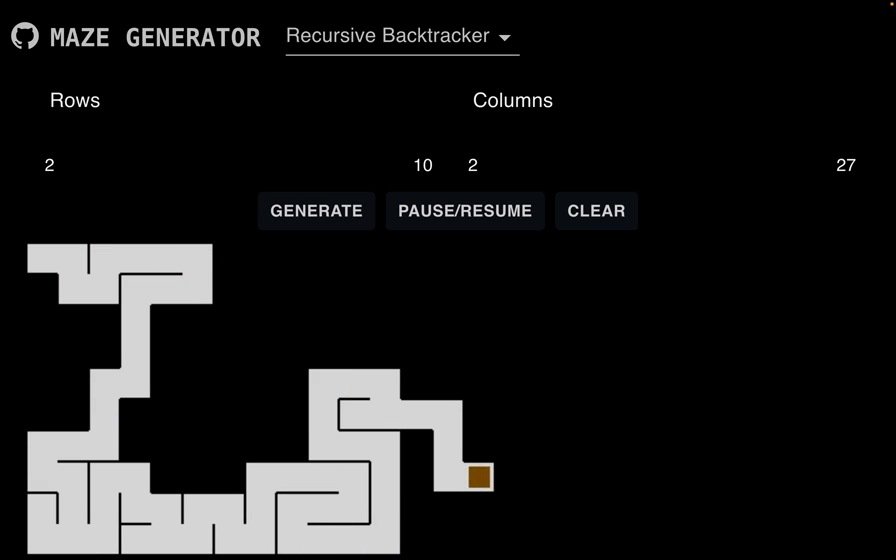 MAZE GENERATOR
Recursive Backtracker
Rows
Columns
2
10
2
27
GENERATE
PAUSE/RESUME
CLEAR